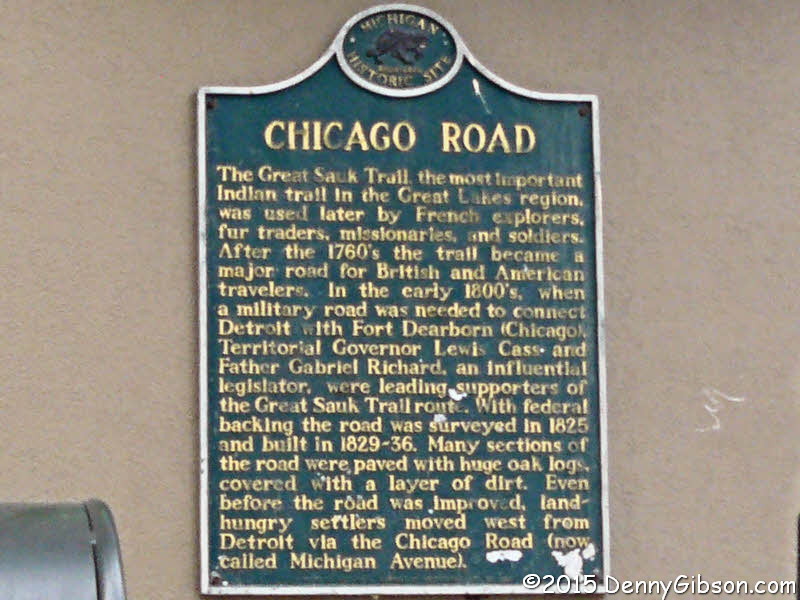 MICHIGAN
REGISTERED
HISTORIC SITE
CHICAGO ROAD
The Great Sauk Trail, the most important
Indian trail in the Great Lakes region,
was used later by French explorers,
fur traders, missionaries, and soldiers.
After the 1760's the trail became a
major road for British and American
travelers. In the early 1800's, when
a military road was needed to connect
Detroit with Fort Dearborn (Chicago),
Territorial Governor Lewis Cass and
Father Gabriel Richard, an influential
legislator, were leading supporters of
the Great Sauk Trail route. With federal
backing the road was surveyed in 1825
and built in 1829-36. Many sections of
the road were paved with huge oak logs,
covered with a layer of dirt. Even
before the road was improved, land-
hungry settlers moved west from
Detroit via the Chicago Road (now
called Michigan Avenue).
©2015 DennyGibson.com